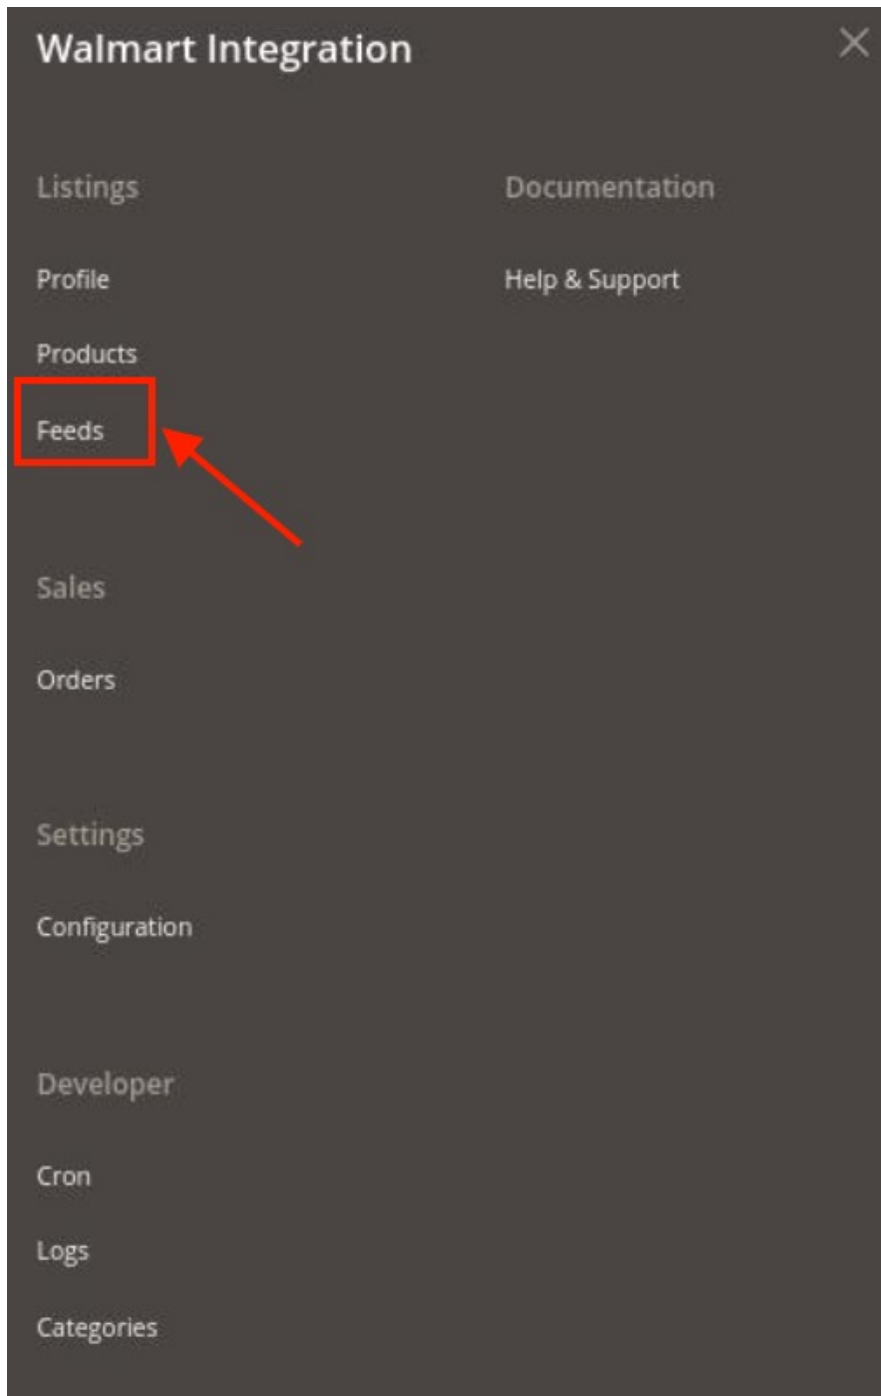 Walmart Integration
Listings
Profile
Products
Feeds
Sales
Orders
Settings
Configuration
Developer
Cron
Logs
Categories
Documentation
Help & Support